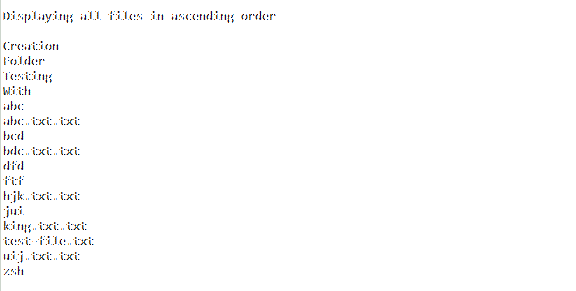 Displaying all files in ascending order
Creation
Folder
Testing
With
abc
abc.txt.txt
bcd
bdc.txt.txt
dfd
fif
hjk.txt.txt
jui
king.txt.txt
test-file.txt
uij.txt.txt
zsh